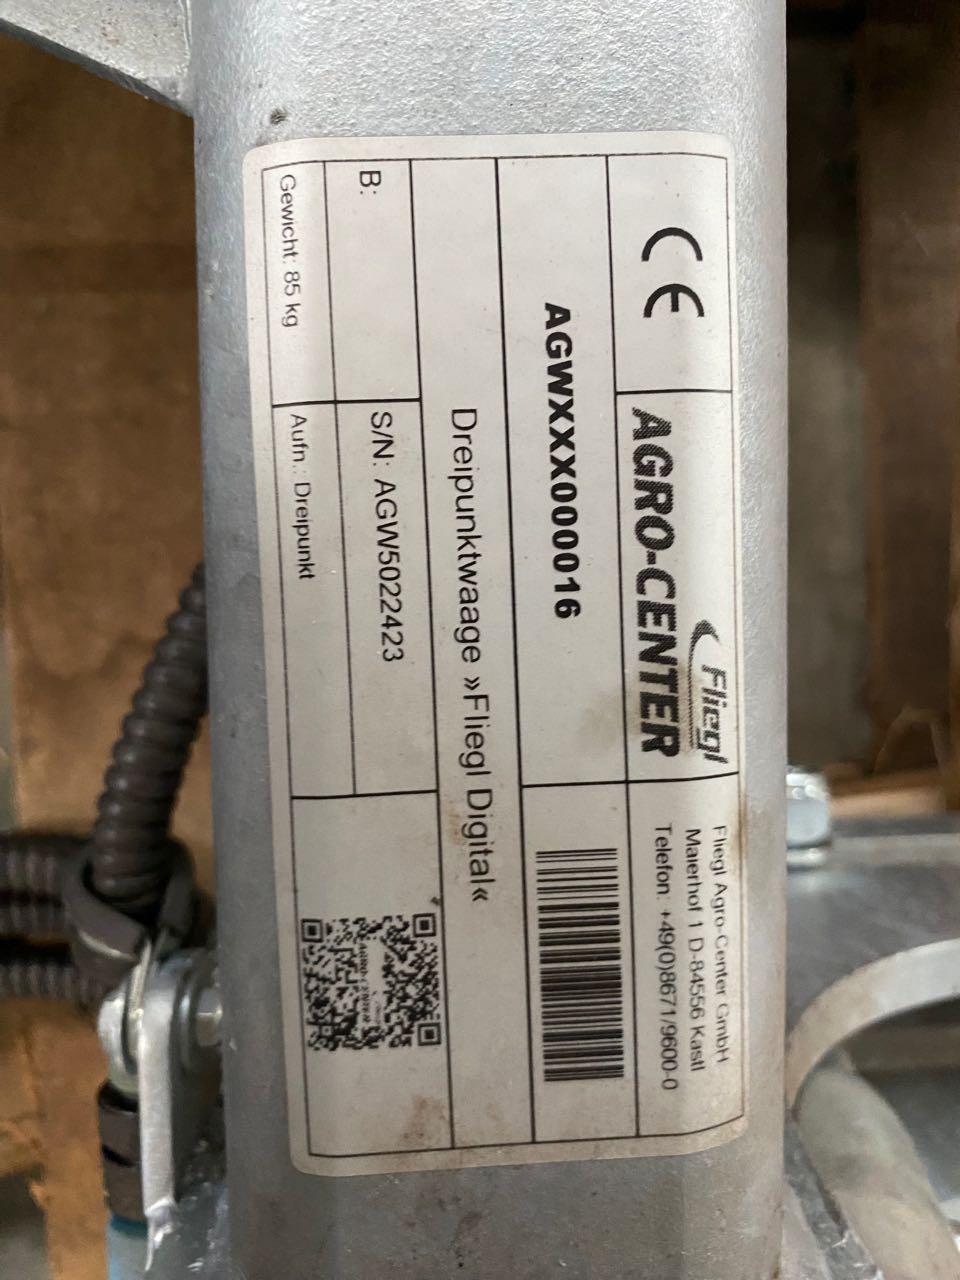 CE
Fliegl
AGRO-CENTER
Fliegl Agro-Center GmbH
Maierhof 1 D-84556 Kastl
Telefon: +49(0)8671/9600-0
AGWXXX000016
Dreipunktwaage »Fliegl Digital«
B:
S/N: AGW5022423
Gewicht: 85 kg
Aufn.: Dreipunkt